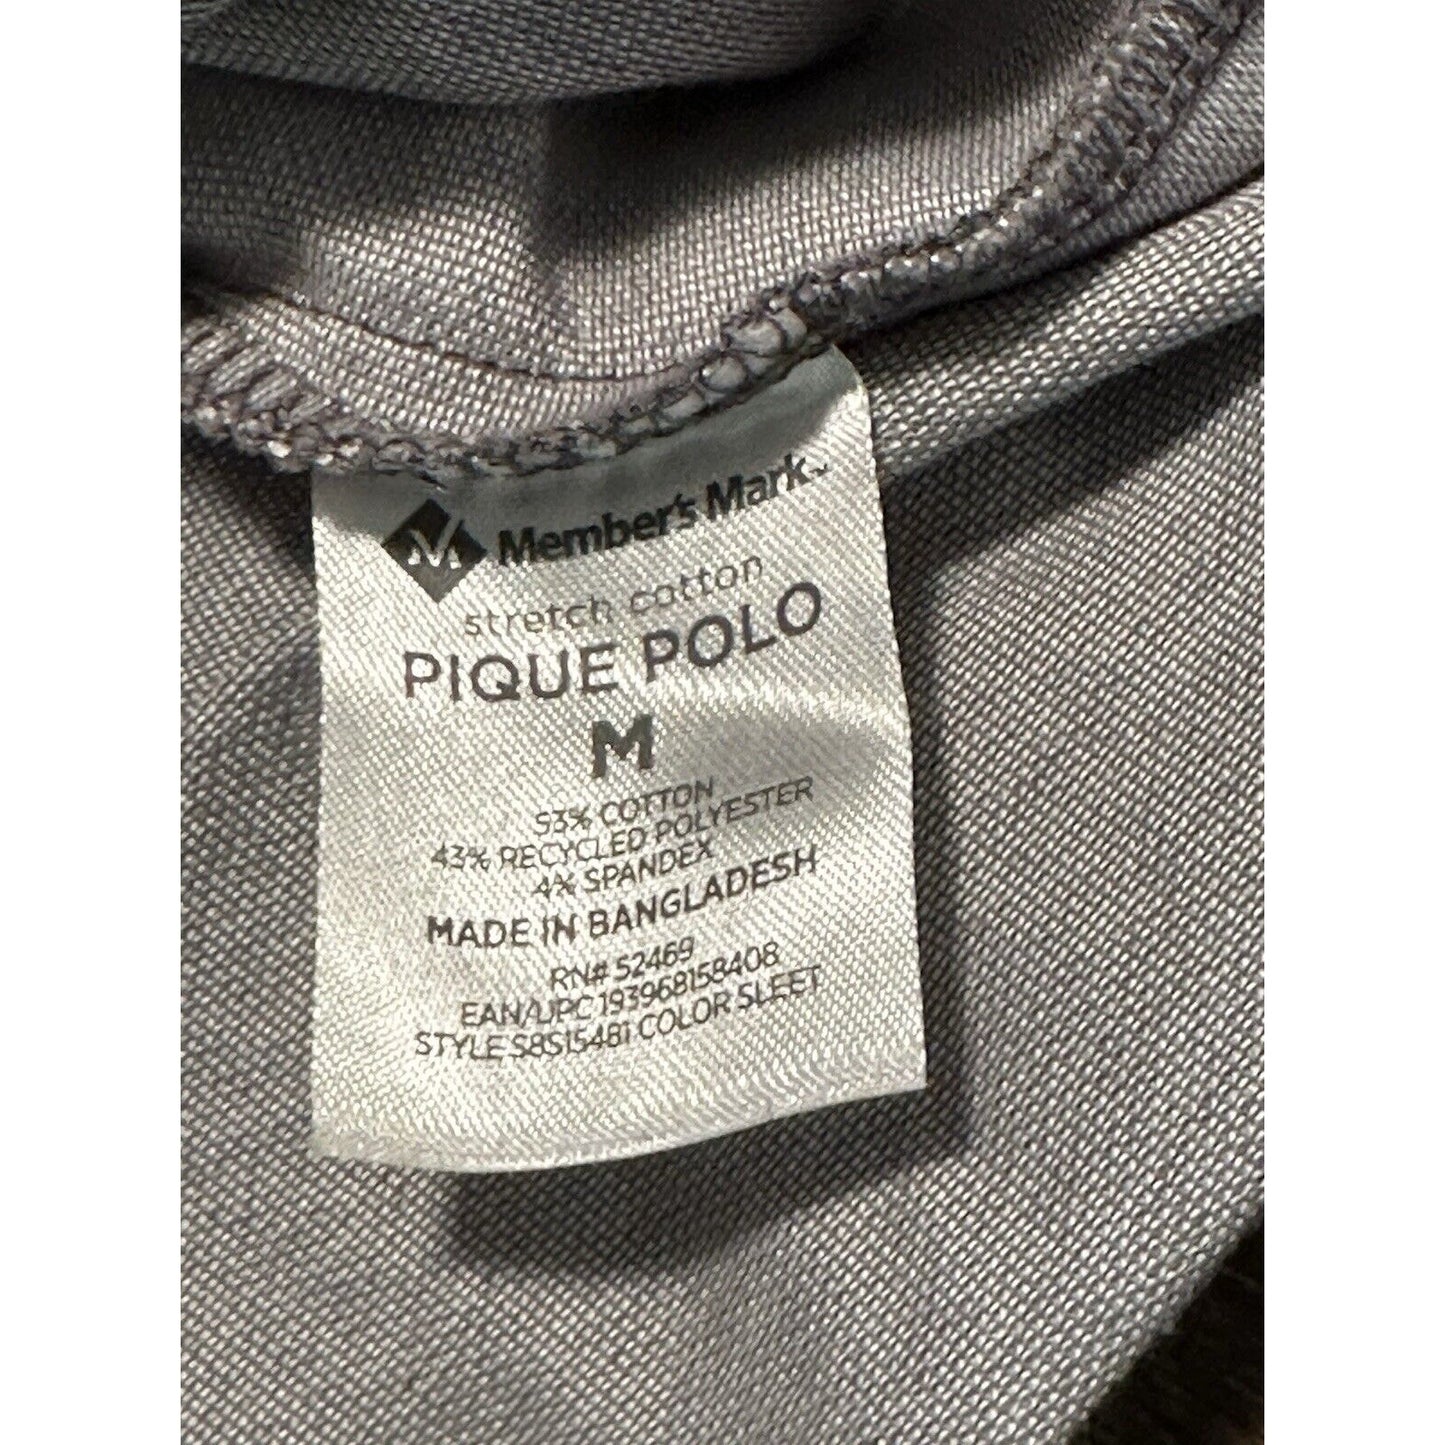 M Member's Mark™
stretch cotton
PIQUE POLO
M
53% COTTON
43% RECYCLED POLYESTER
4% SPANDEX
MADE IN BANGLADESH
RN# 52469
EAN/UPC 193968158408
STYLE S8S15481 COLOR SLEET